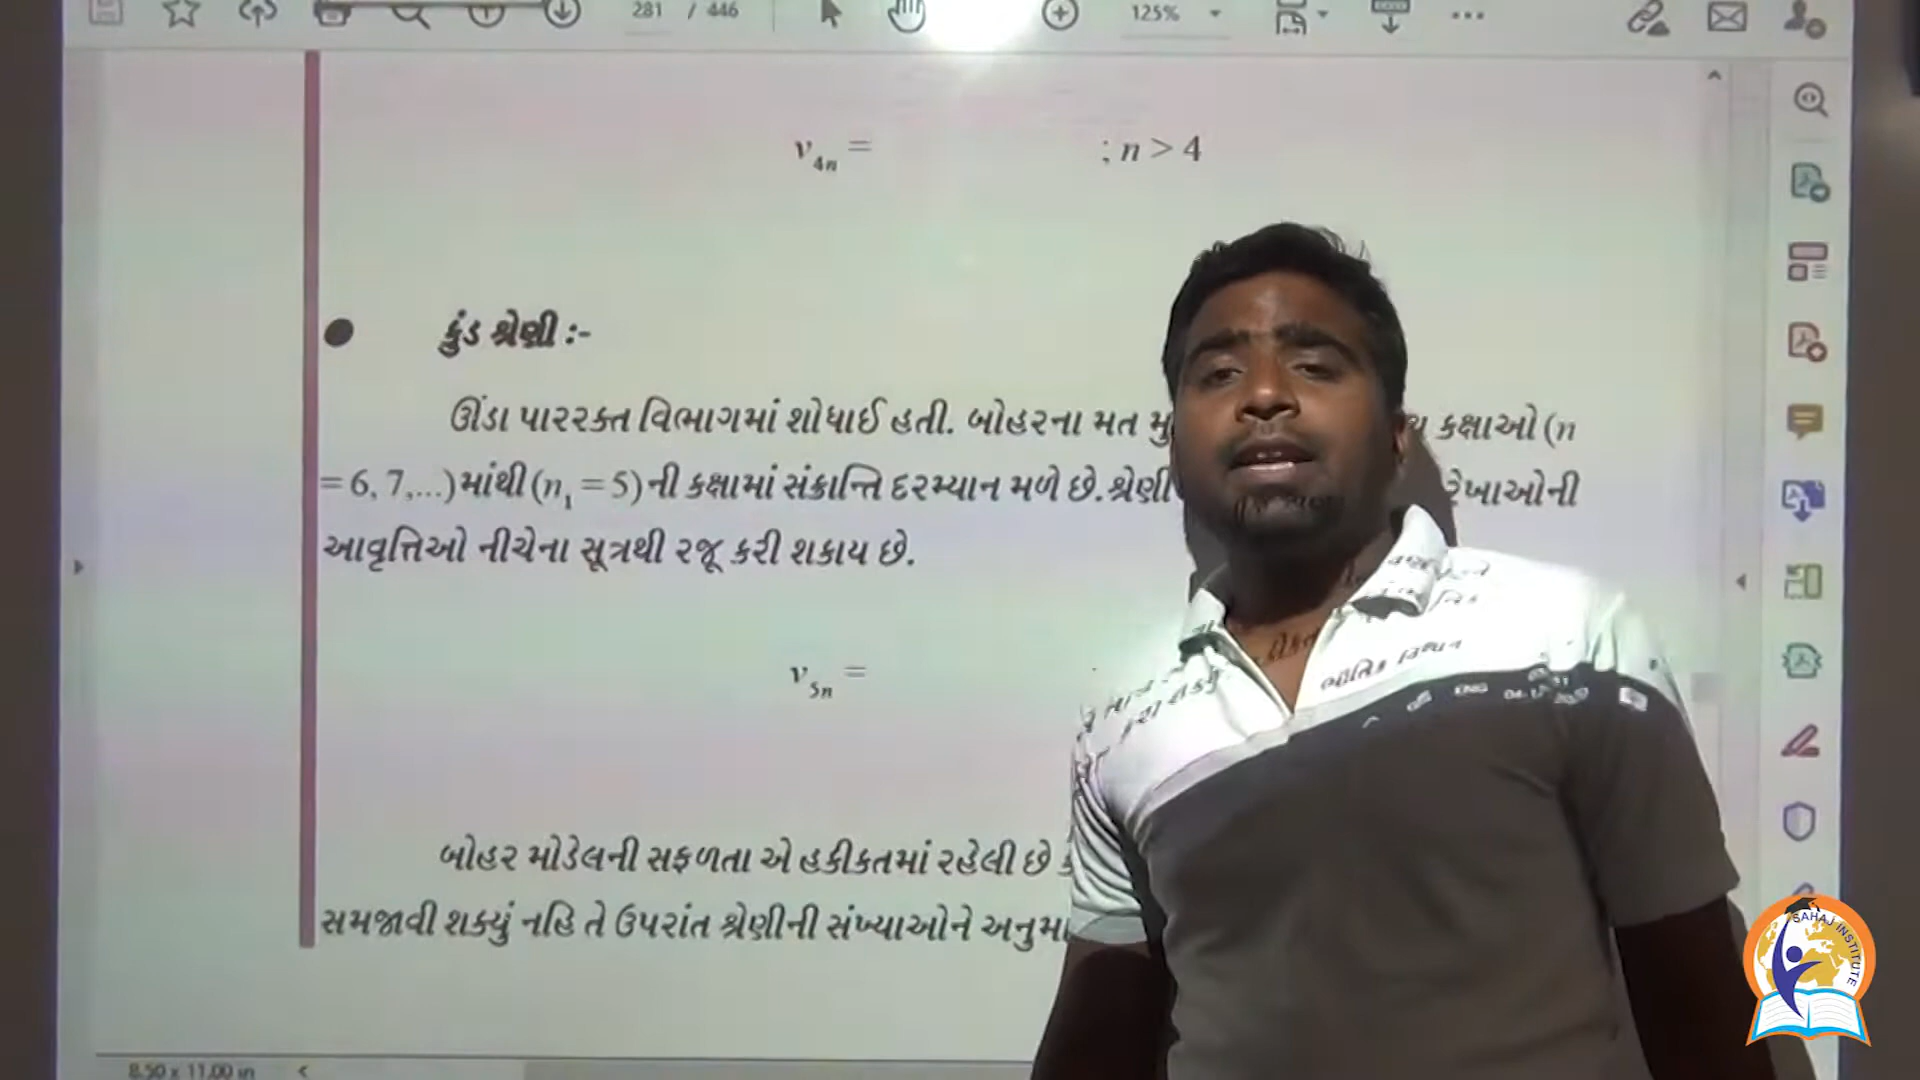 281 / 446
125%
v4n = ; n > 4
● કુંડ શ્રેણી :-
ઊંડા પારરક્ત વિભાગમાં શોધાઈ હતી. બોહરના મત કક્ષાઓ (n
= 6, 7,...) માંથી (n1 = 5) ની કક્ષામાં સંક્રાન્તિ દરમ્યાન મળે છે. શ્રેણી રેખાઓની
આવૃત્તિઓ નીચેના સૂત્રથી રજૂ કરી શકાય છે.
v5n =
ભૌતિક
ENG
બોહર મોડેલની સફળતા એ હકીકતમાં રહેલી છે
સમજાવી શક્યું નહિ તે ઉપરાંત શ્રેણીની સંખ્યાઓને
8.50 x 11.00 in
SAHAJ INSTITUTE